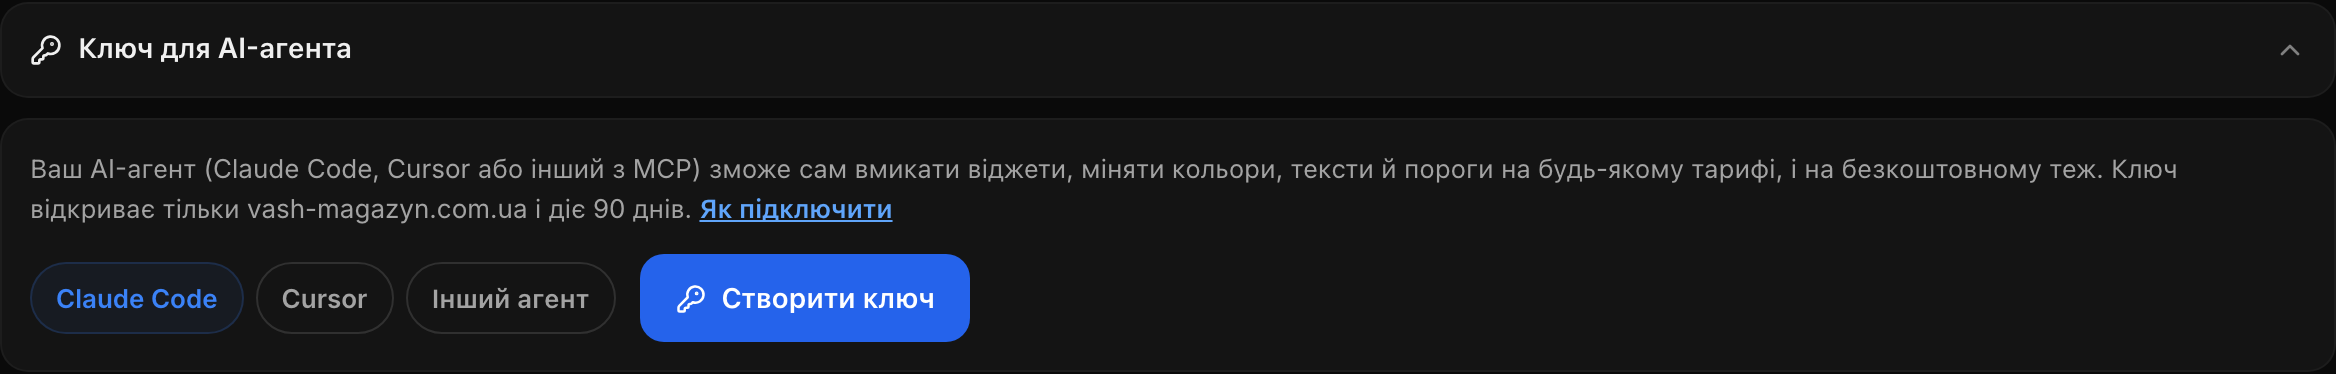 Ключ для AI-агента
Ваш AI-агент (Claude Code, Cursor або інший з MCP) зможе сам вмикати віджети, міняти кольори, тексти й пороги на будь-якому тарифі, і на безкоштовному теж. Ключ
відкриває тільки vash-magazyn.com.ua і діє 90 днів. Як підключити
Claude Code Cursor Інший агент Створити ключ